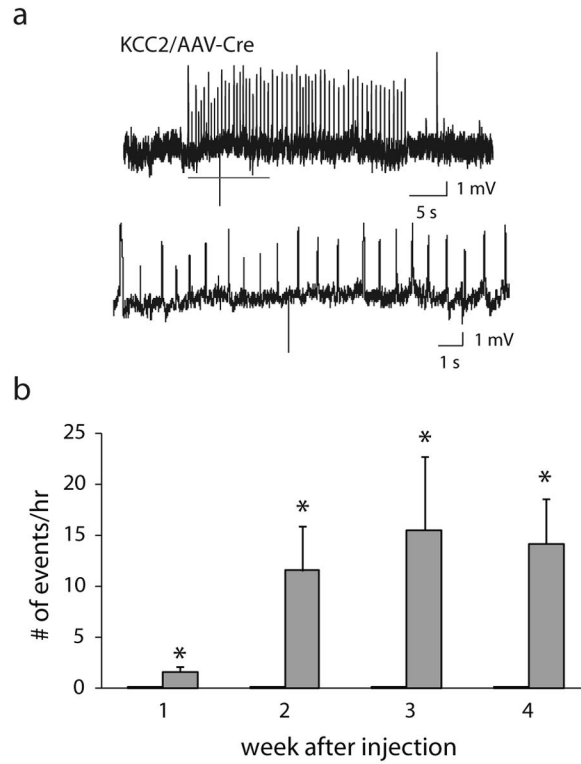 a
KCC2/AAV-Cre
1 mV
5 s
1 mV
1 s
b
25
20
15
10
5
0
# of events/hr
*
*
*
*
1 2 3 4
week after injection